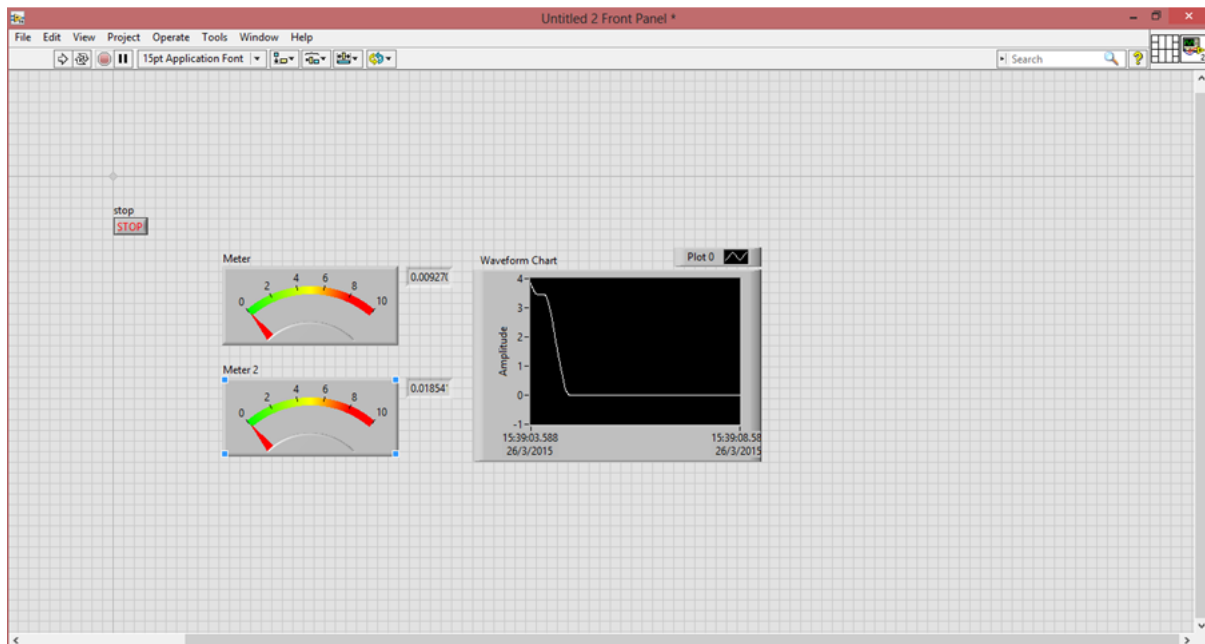 Untitled 2 Front Panel *
File Edit View Project Operate Tools Window Help
15pt Application Font
Search
2
stop
STOP
Meter
0 2 4 6 8 10
0.00927(
Waveform Chart
Plot 0
Amplitude
4
3
2
1
0
-1
15:39:03.588
26/3/2015
15:39:08.58
26/3/2015
Meter 2
0 2 4 6 8 10
0.01854